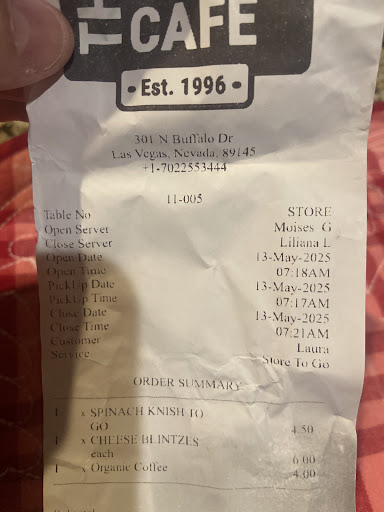 TH
CAFE
• Est. 1996 •
301 N Buffalo Dr
Las Vegas, Nevada, 89145
+1-7022553444
11-005
Table No STORE
Open Server Moises G
Close Server Liliana L
Open Date 13-May-2025
Open Time 07:18AM
PickUp Date 13-May-2025
PickUp Time 07:17AM
Close Date 13-May-2025
Close Time 07:21AM
Customer Laura
Service Store To Go
ORDER SUMMARY
1 x SPINACH KNISH TO
GO 4.50
1 x CHEESE BLINTZES
each 6.00
1 x Organic Coffee 4.00